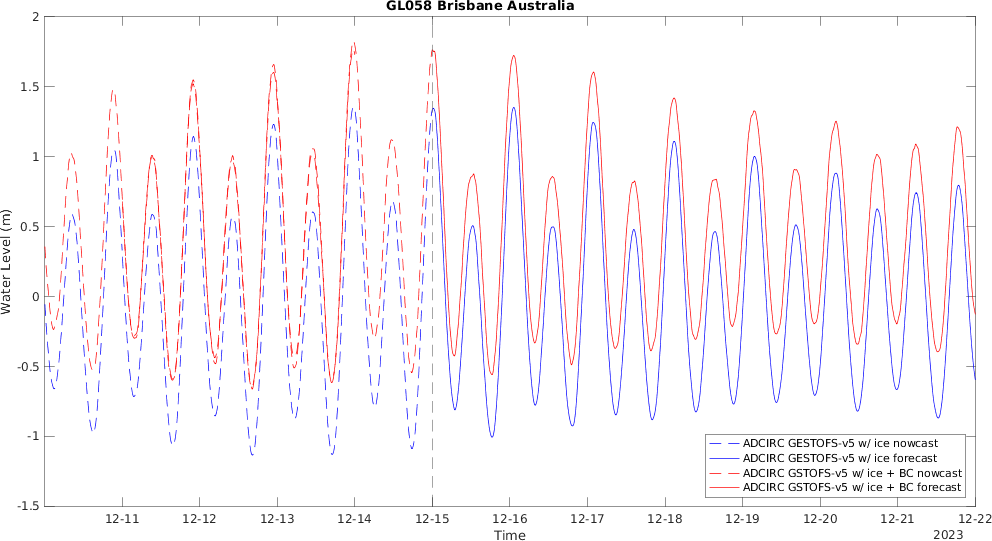 GL058 Brisbane Australia
2
1.5
1
0.5
0
-0.5
-1
-1.5
Water Level (m)
12-11 12-12 12-13 12-14 12-15 12-16 12-17 12-18 12-19 12-20 12-21 12-22
Time
2023
ADCIRC GESTOFS-v5 w/ ice nowcast
ADCIRC GESTOFS-v5 w/ ice forecast
ADCIRC GSTOFS-v5 w/ ice + BC nowcast
ADCIRC GSTOFS-v5 w/ ice + BC forecast